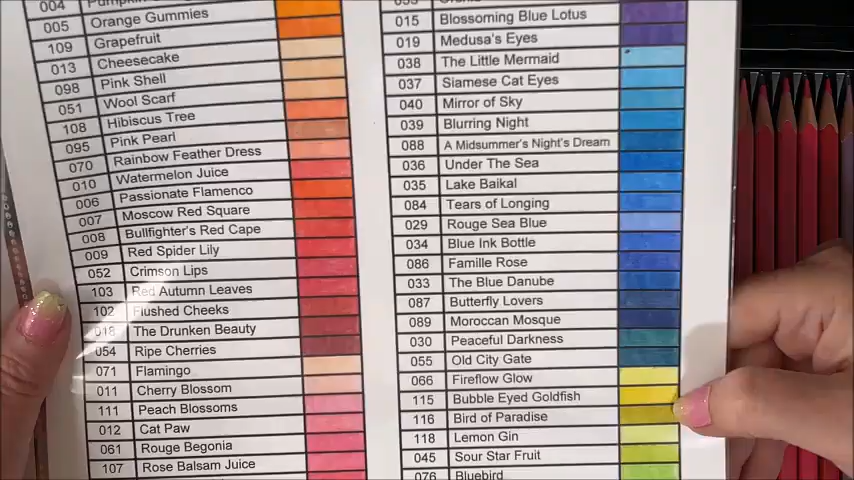 004
005 Orange Gummies
109 Grapefruit
013 Cheesecake
098 Pink Shell
051 Wool Scarf
108 Hibiscus Tree
095 Pink Pearl
070 Rainbow Feather Dress
010 Watermelon Juice
006 Passionate Flamenco
007 Moscow Red Square
008 Bullfighter's Red Cape
009 Red Spider Lily
052 Crimson Lips
103 Red Autumn Leaves
102 Flushed Cheeks
018 The Drunken Beauty
054 Ripe Cherries
071 Flamingo
011 Cherry Blossom
111 Peach Blossoms
012 Cat Paw
061 Rouge Begonia
107 Rose Balsam Juice
015 Blossoming Blue Lotus
019 Medusa's Eyes
038 The Little Mermaid
037 Siamese Cat Eyes
040 Mirror of Sky
039 Blurring Night
088 A Midsummer's Night's Dream
036 Under The Sea
035 Lake Baikal
084 Tears of Longing
029 Rouge Sea Blue
034 Blue Ink Bottle
086 Famille Rose
033 The Blue Danube
087 Butterfly Lovers
089 Moroccan Mosque
030 Peaceful Darkness
055 Old City Gate
066 Fireflow Glow
115 Bubble Eyed Goldfish
116 Bird of Paradise
118 Lemon Gin
045 Sour Star Fruit
076 Bluebird